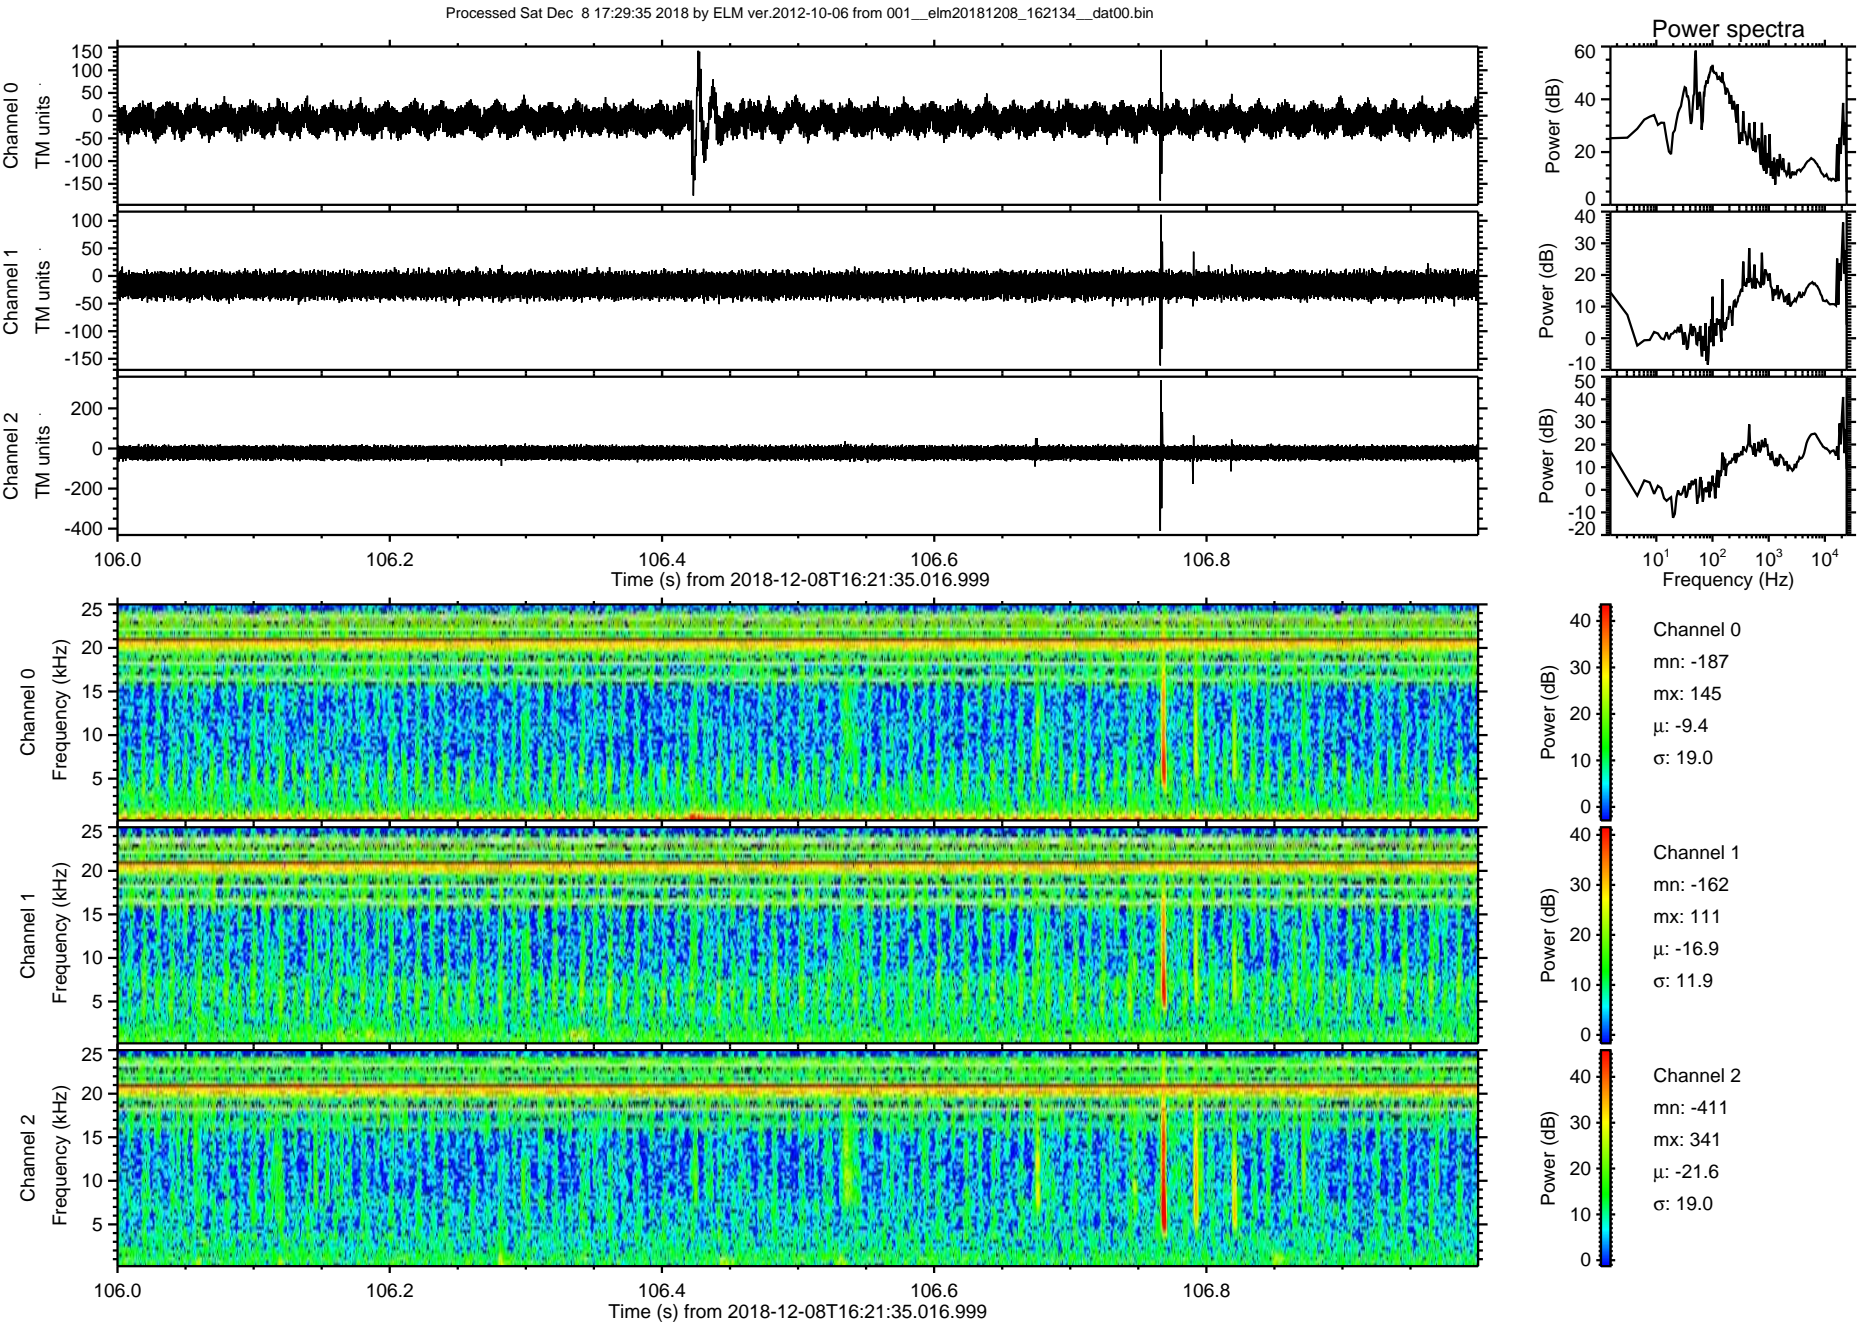 Processed Sat Dec  8 17:29:35 2018 by ELM ver.2012-10-06 from 001__elm20181208_162134__dat00.bin
Power spectra
Channel 0
TM units
150
100
50
0
-50
-100
-150
Power (dB)
60
40
20
0
Channel 1
TM units
100
50
0
-50
-100
-150
Power (dB)
40
30
20
10
0
-10
Channel 2
TM units
200
0
-200
-400
Power (dB)
50
40
30
20
10
0
-10
-20
106.0 106.2 106.4 106.6 106.8
Time (s) from 2018-12-08T16:21:35.016.999
10¹ 10² 10³ 10⁴
Frequency (Hz)
Channel 0
Frequency (kHz)
25
20
15
10
5
Power (dB)
40
30
20
10
0
Channel 0
mn: -187
mx: 145
μ: -9.4
σ: 19.0
Channel 1
Frequency (kHz)
25
20
15
10
5
Power (dB)
40
30
20
10
0
Channel 1
mn: -162
mx: 111
μ: -16.9
σ: 11.9
Channel 2
Frequency (kHz)
25
20
15
10
5
Power (dB)
40
30
20
10
0
Channel 2
mn: -411
mx: 341
μ: -21.6
σ: 19.0
106.0 106.2 106.4 106.6 106.8
Time (s) from 2018-12-08T16:21:35.016.999